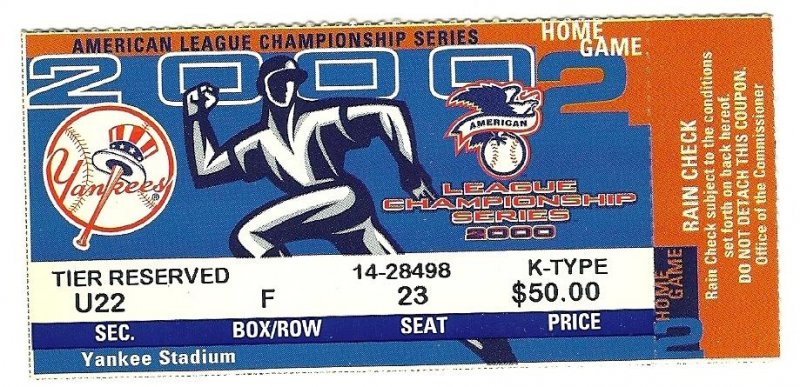 AMERICAN LEAGUE CHAMPIONSHIP SERIES
HOME
GAME
2000
2
Yankees
AMERICAN
LEAGUE
CHAMPIONSHIP
SERIES
2000
TIER RESERVED 14-28498 K-TYPE
U22 F 23 $50.00
SEC. BOX/ROW SEAT PRICE
Yankee Stadium
RAIN CHECK
Rain Check subject to the conditions
set forth on back hereof.
DO NOT DETACH THIS COUPON.
Office of the Commissioner
HOME
GAME
2